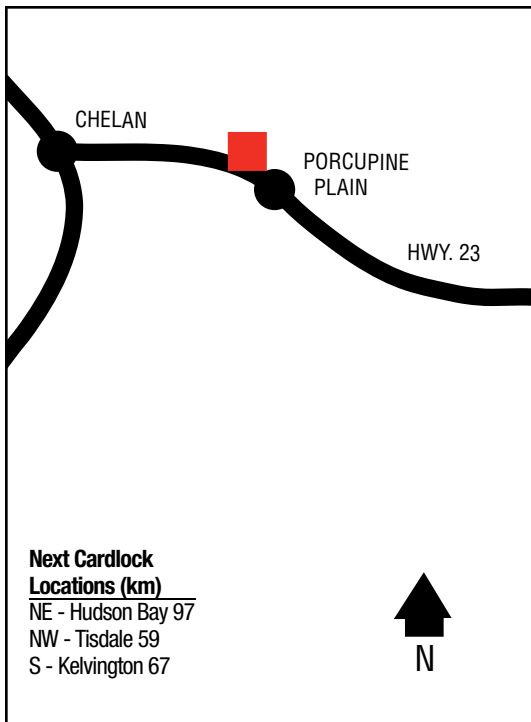 CHELAN
PORCUPINE
PLAIN
HWY. 23
Next Cardlock
Locations (km)
NE - Hudson Bay 97
NW - Tisdale 59
S - Kelvington 67
N